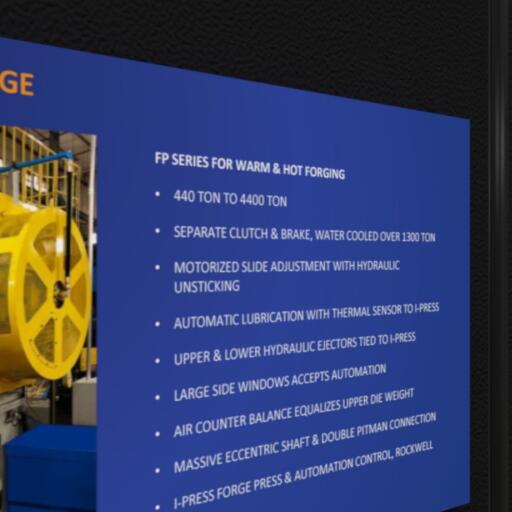 GE
FP SERIES FOR WARM & HOT FORGING
• 440 TON TO 4400 TON
• SEPARATE CLUTCH & BRAKE, WATER COOLED OVER 1300 TON
• MOTORIZED SLIDE ADJUSTMENT WITH HYDRAULIC
UNSTICKING
• AUTOMATIC LUBRICATION WITH THERMAL SENSOR TO I-PRESS
• UPPER & LOWER HYDRAULIC EJECTORS TIED TO I-PRESS
• LARGE SIDE WINDOWS ACCEPTS AUTOMATION
• AIR COUNTER BALANCE EQUALIZES UPPER DIE WEIGHT
• MASSIVE ECCENTRIC SHAFT & DOUBLE PITMAN CONNECTION
• I-PRESS FORGE PRESS & AUTOMATION CONTROL, ROCKWELL